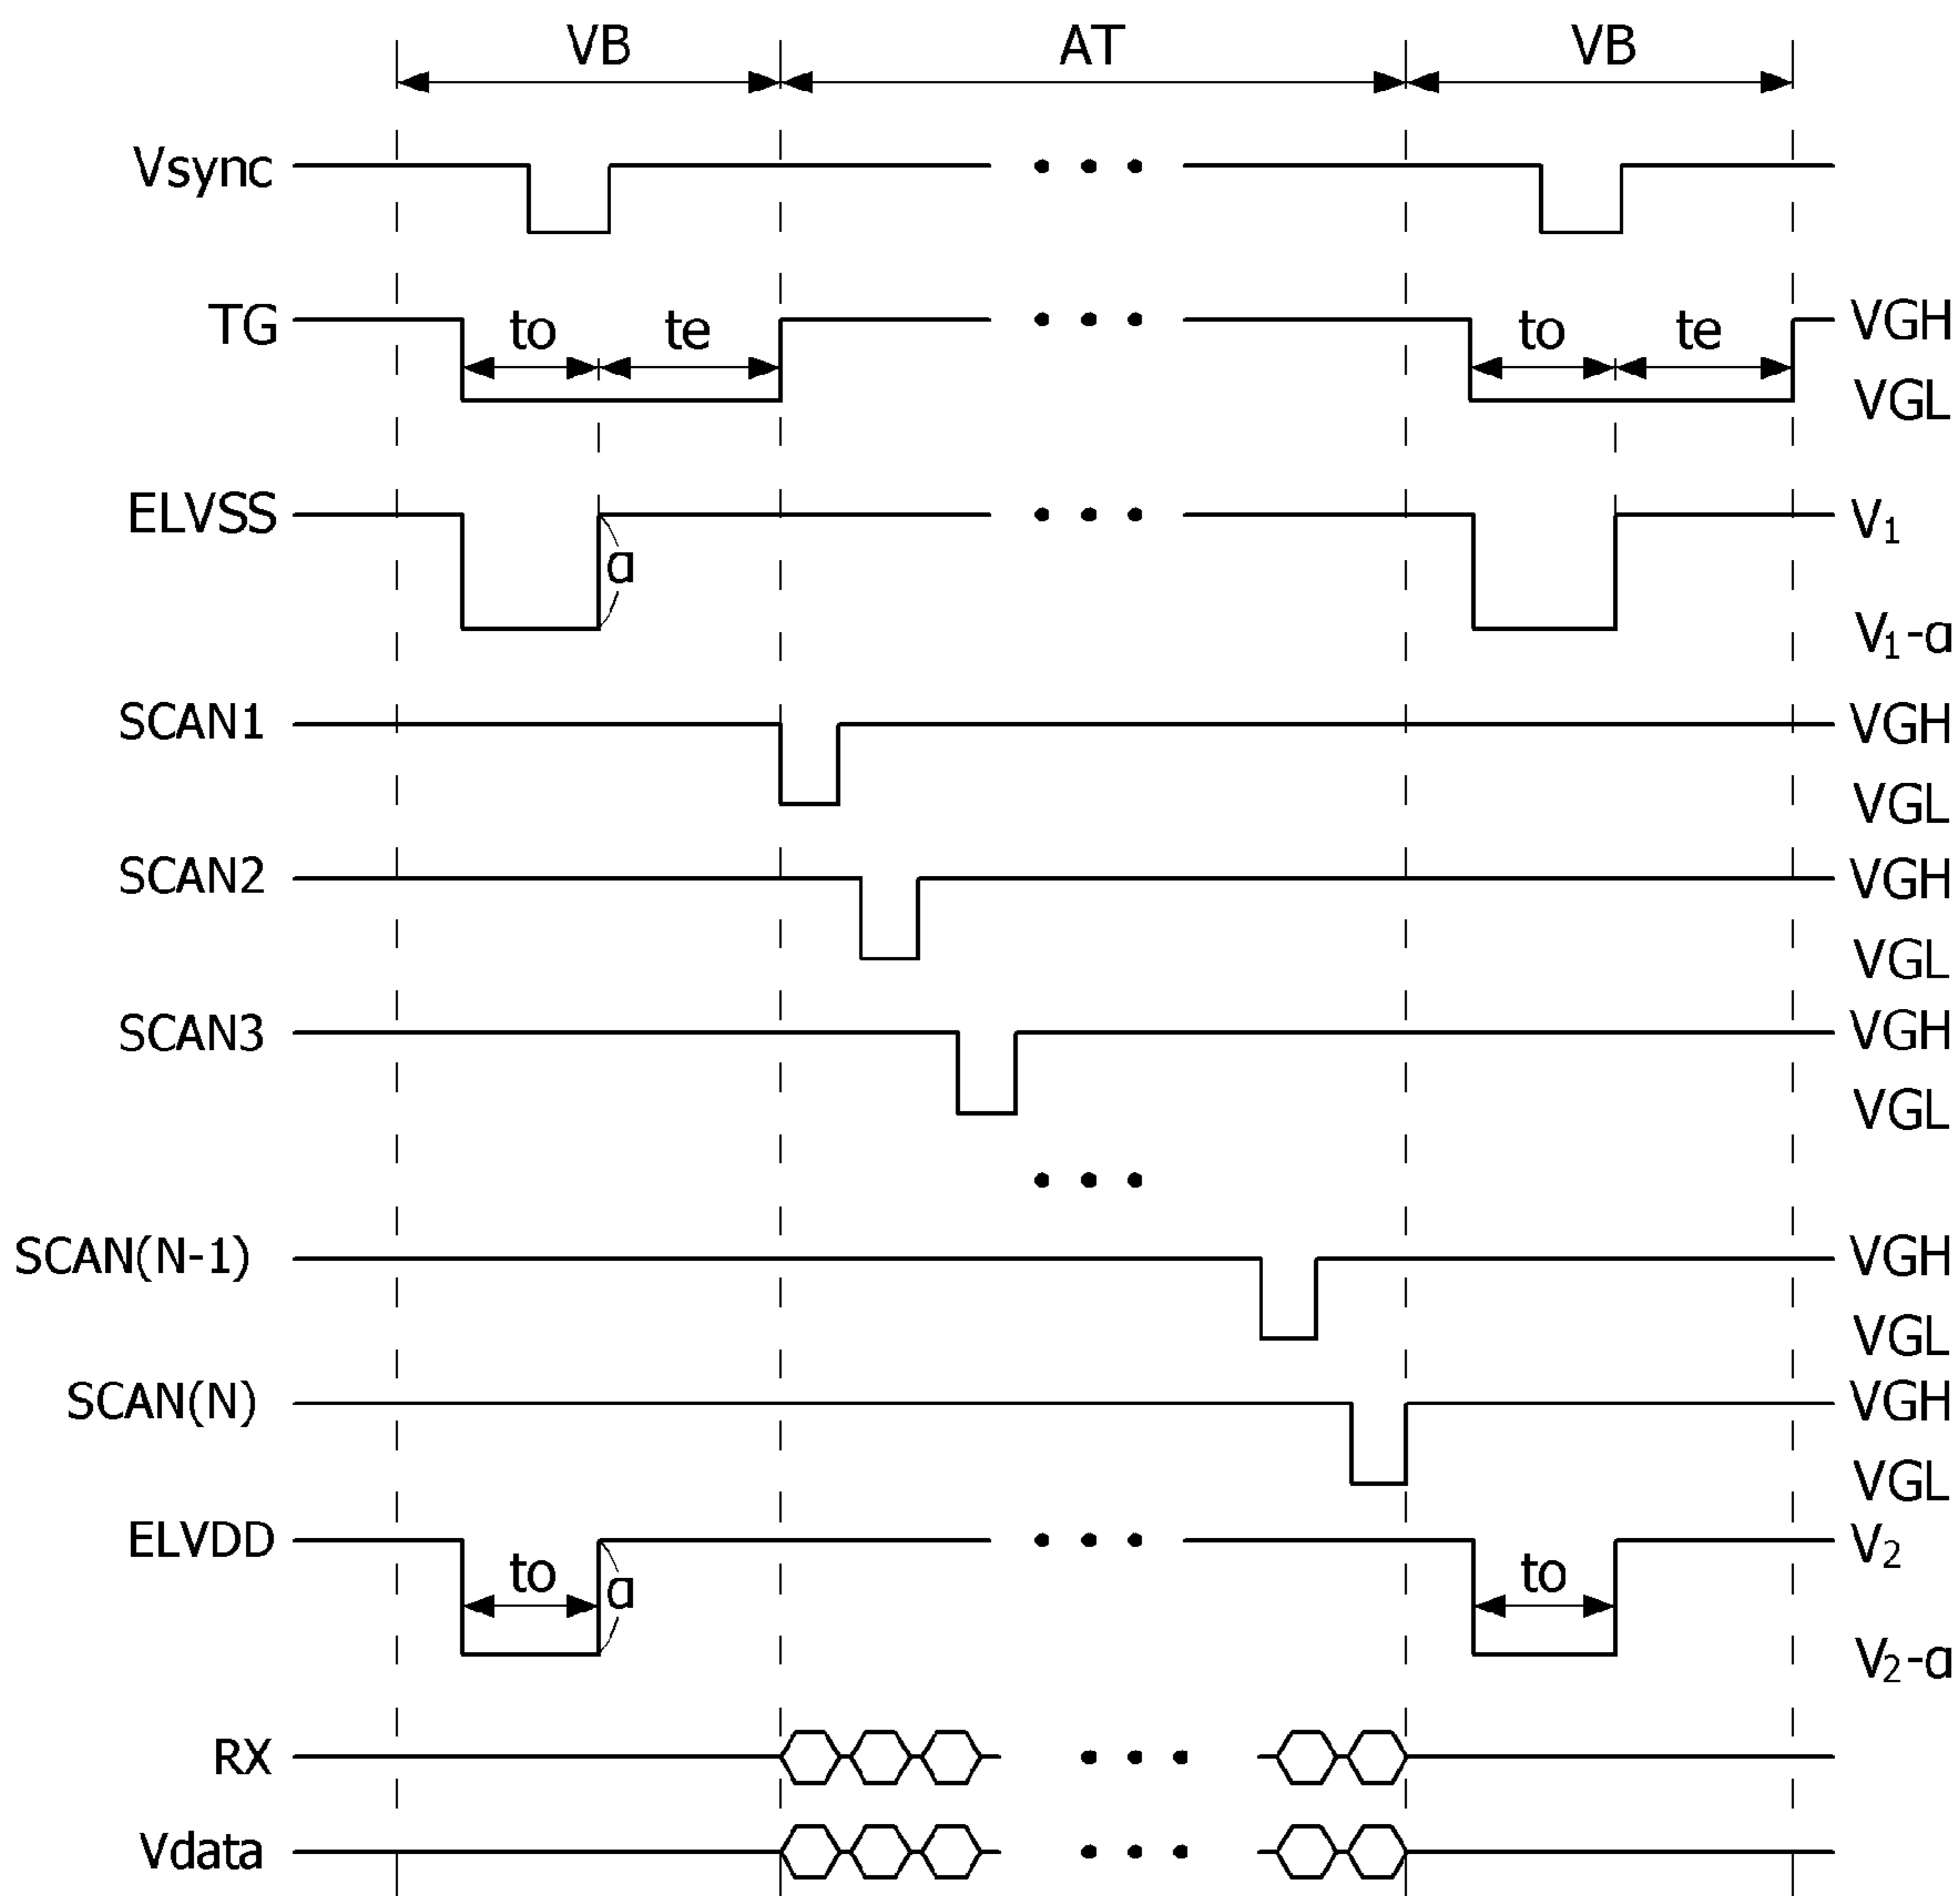 VB AT VB
Vsync
TG to te to te VGH
VGL
ELVSS a V₁
V₁-a
SCAN1 VGH
VGL
SCAN2 VGH
VGL
SCAN3 VGH
VGL
SCAN(N-1) VGH
VGL
SCAN(N) VGH
VGL
ELVDD to a to V₂
V₂-a
RX
Vdata